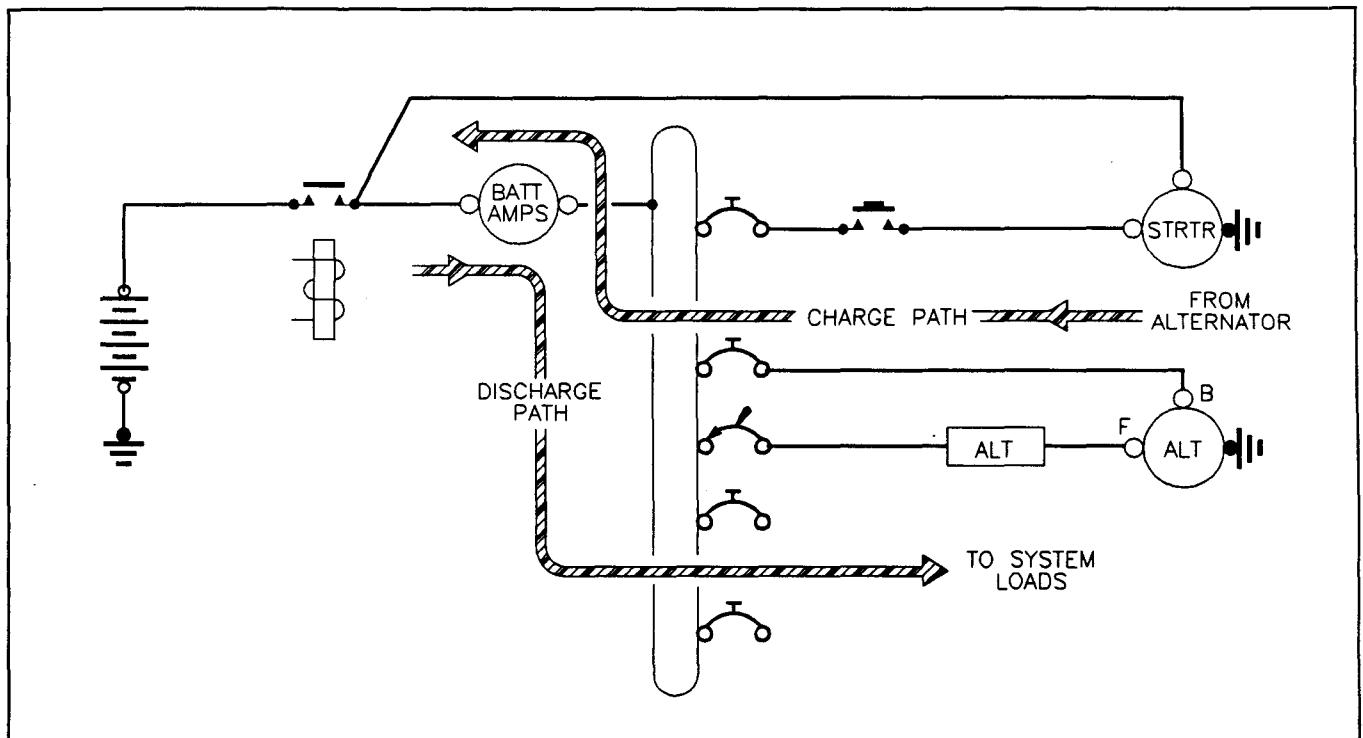 BATT
AMPS
STRTR
CHARGE PATH
FROM
ALTERNATOR
DISCHARGE
PATH
B
F
ALT
ALT
TO SYSTEM
LOADS